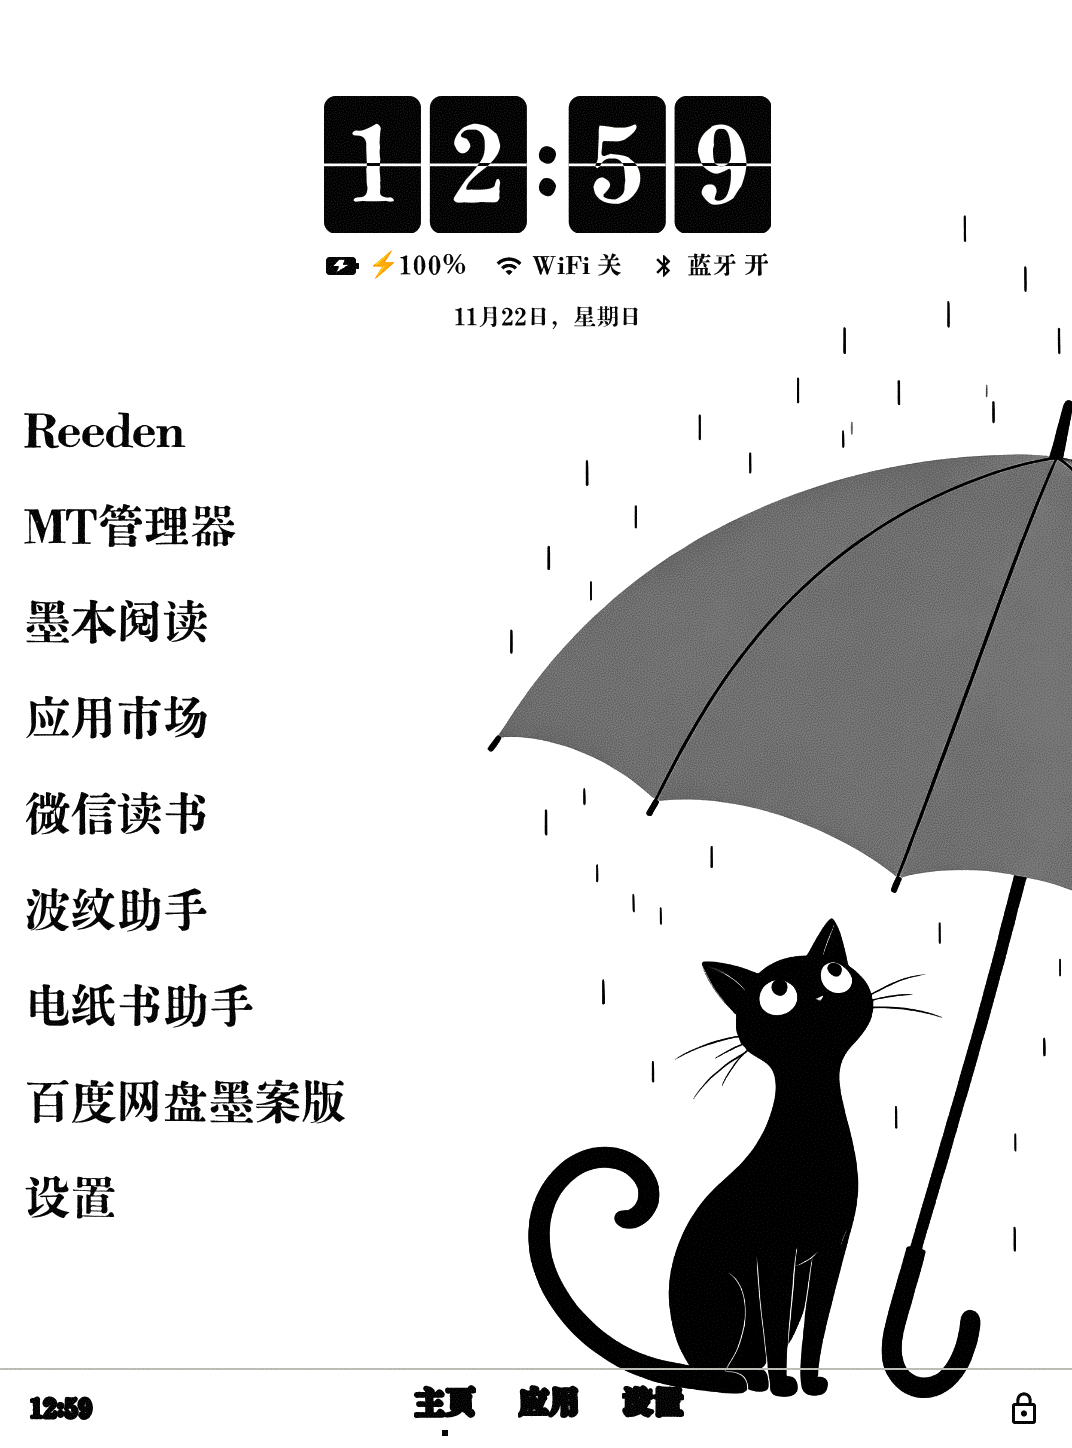 12:59
⚡100% WiFi 关 蓝牙 开
11月22日，星期日
Reeden
MT管理器
墨本阅读
应用市场
微信读书
波纹助手
电纸书助手
百度网盘墨案版
设置
12:59 主页 应用 设置